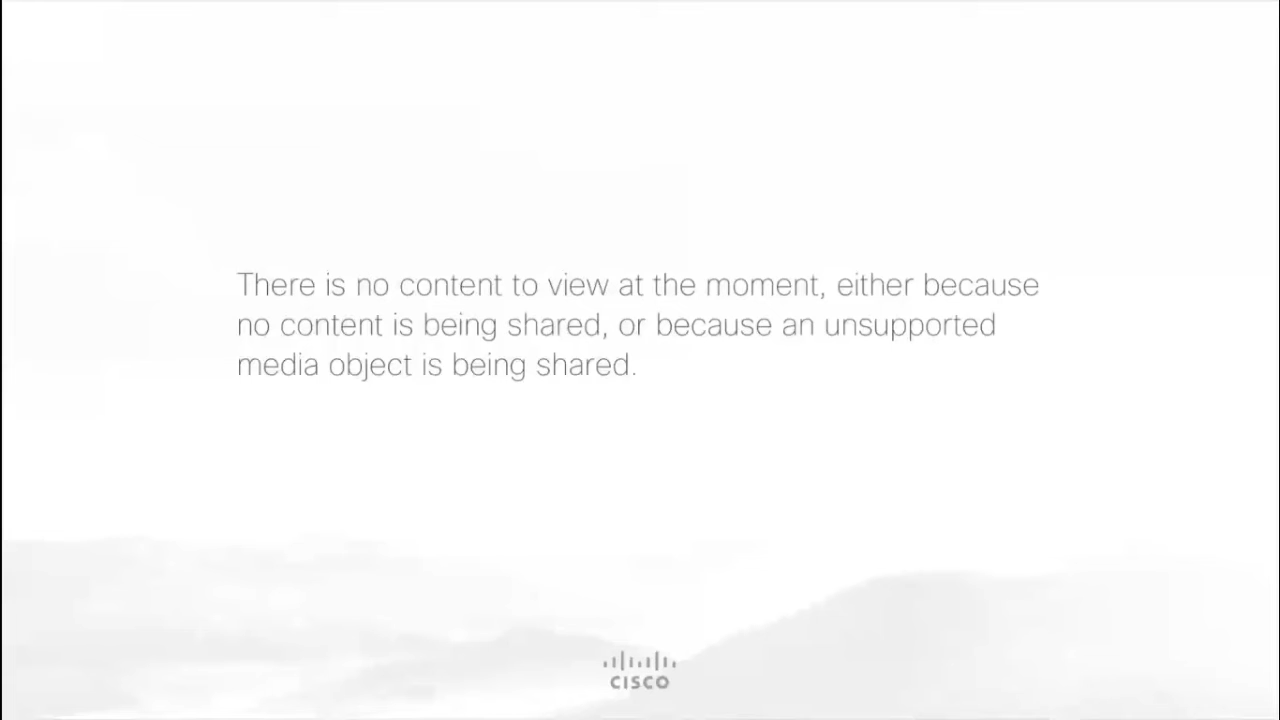 There is no content to view at the moment, either because
no content is being shared, or because an unsupported
media object is being shared.
CISCO